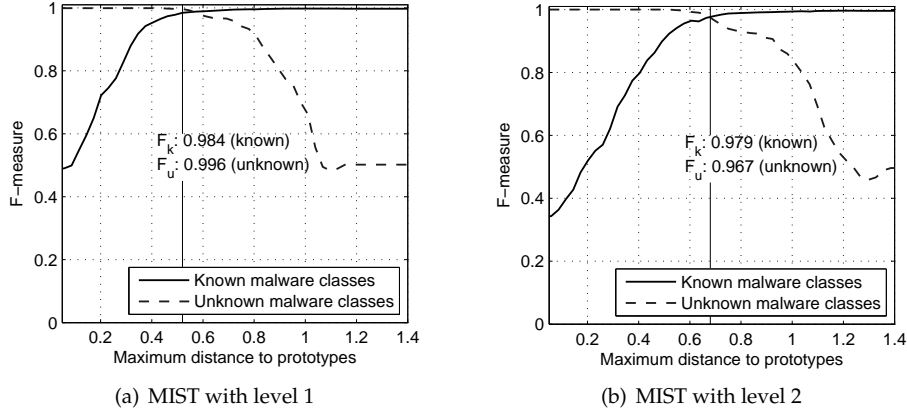 1
0.8
0.6
0.4
0.2
0
F−measure
F_k: 0.984 (known)
F_u: 0.996 (unknown)
Known malware classes
Unknown malware classes
0.2 0.4 0.6 0.8 1 1.2 1.4
Maximum distance to prototypes
(a) MIST with level 1
1
0.8
0.6
0.4
0.2
0
F−measure
F_k: 0.979 (known)
F_u: 0.967 (unknown)
Known malware classes
Unknown malware classes
0.2 0.4 0.6 0.8 1 1.2 1.4
Maximum distance to prototypes
(b) MIST with level 2